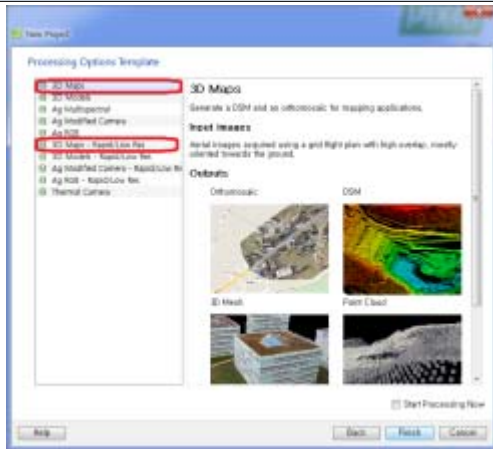 New Project
Processing Options Template
3D Maps
3D Models
Ag Multispectral
Ag Modified Camera
Ag RGB
3D Maps - Rapid/Low Res
3D Models - Rapid/Low Res
Ag Modified Camera - Rapid/Low R
Ag RGB - Rapid/Low Res
Thermal Camera
3D Maps
Generate a DSM and an orthomosaic for mapping applications.
Input images
Aerial images acquired using a grid flight plan with high overlap, mostly
oriented towards the ground.
Outputs
Orthomosaic
DSM
3D Mesh
Point Cloud
Start Processing Now
Help
Back
Finish
Cancel